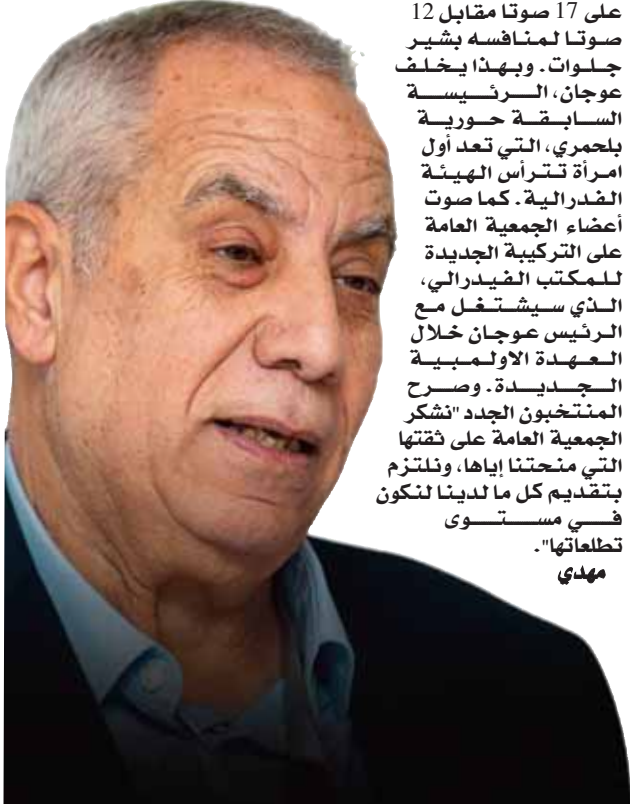 على 17 صوتا مقابل 12
صوتا لمنافسه بشير
جلوات. وبهذا يخلف
عوجان، الرئيسة
السابقة حورية
بلحمري، التي تعد أول
امرأة تترأس الهيئة
الفدرالية. كما صوت
أعضاء الجمعية العامة
على التركيبة الجديدة
للمكتب الفيدرالي،
الذي سيشتغل مع
الرئيس عوجان خلال
العهدة الاولمبية
الجديدة. وصرح
المنتخبون الجدد "نشكر
الجمعية العامة على ثقتها
التي منحتنا إياها، ونلتزم
بتقديم كل ما لدينا لنكون
في مستوى
تطلعاتها".
مهدي